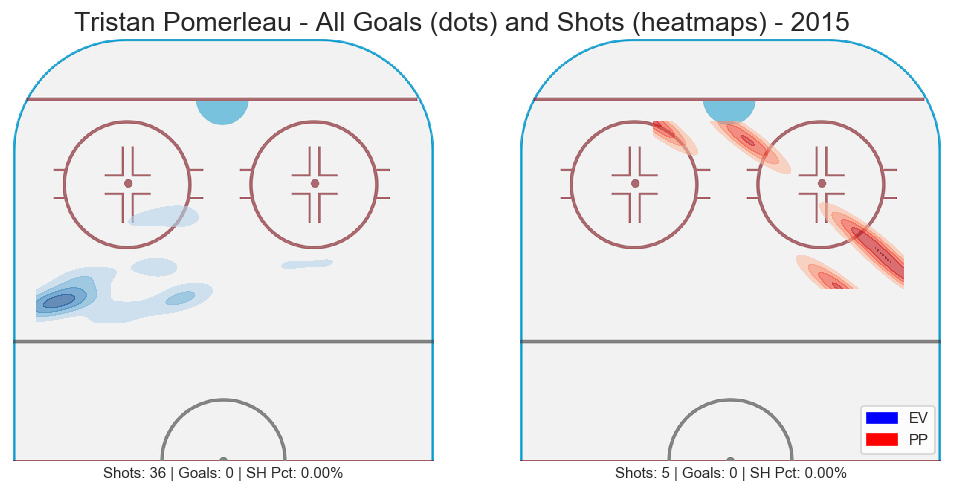 Tristan Pomerleau - All Goals (dots) and Shots (heatmaps) - 2015
EV
PP
Shots: 36 | Goals: 0 | SH Pct: 0.00%
Shots: 5 | Goals: 0 | SH Pct: 0.00%